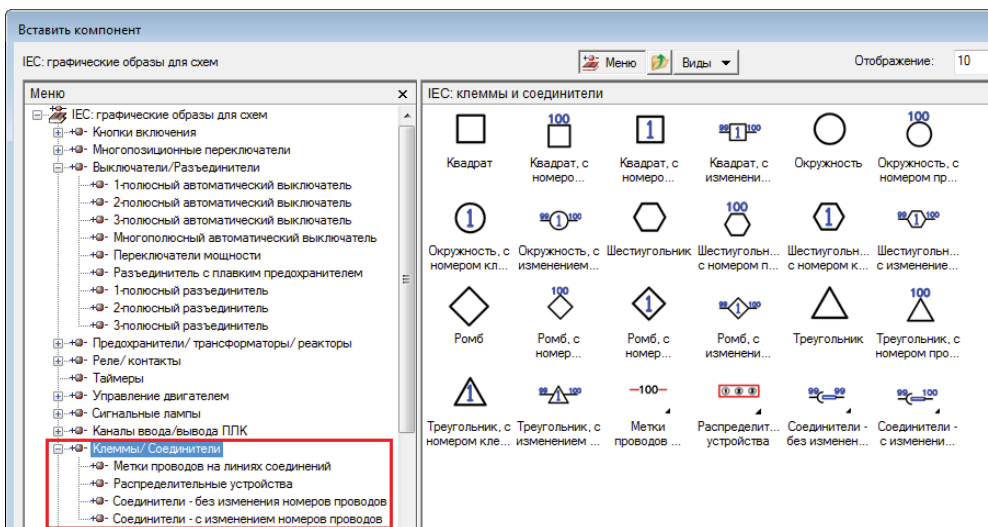 Вставить компонент
IEC: графические образы для схем
Меню
Виды
Отображение:
10
Меню
x
IEC: графические образы для схем
Кнопки включения
Многопозиционные переключатели
Выключатели/Разъединители
1-полюсный автоматический выключатель
2-полюсный автоматический выключатель
3-полюсный автоматический выключатель
Многополюсный автоматический выключатель
Переключатели мощности
Разъединитель с плавким предохранителем
1-полюсный разъединитель
2-полюсный разъединитель
3-полюсный разъединитель
Предохранители/ трансформаторы/ реакторы
Реле/ контакты
Таймеры
Управление двигателем
Сигнальные лампы
Каналы ввода/вывода ПЛК
Клеммы/ Соединители
Метки проводов на линиях соединений
Распределительные устройства
Соединители - без изменения номеров проводов
Соединители - с изменением номеров проводов
IEC: клеммы и соединители
100 1 99 1 100 100
Квадрат Квадрат, с Квадрат, с Квадрат, с Окружность Окружность, с
номеро... номеро... изменени... номером пр...
1 99 1 100 100 1 99 1 100
Окружность, с Окружность, с Шестиугольник Шестиугольн... Шестиугольн... Шестиугольн...
номером кл... изменением... с номером п... с номером к... с изменение...
100 1 99 1 100 100
Ромб Ромб, с Ромб, с Ромб, с Треугольник Треугольник, с
номер... номер... изменени... номером про...
1 99 1 100 100 1 2 3 99 99 99 100
Треугольник, с Треугольник, с Метки Распределит... Соединители - Соединители -
номером кле... изменением ... проводов ... устройства без изменен... с изменени...